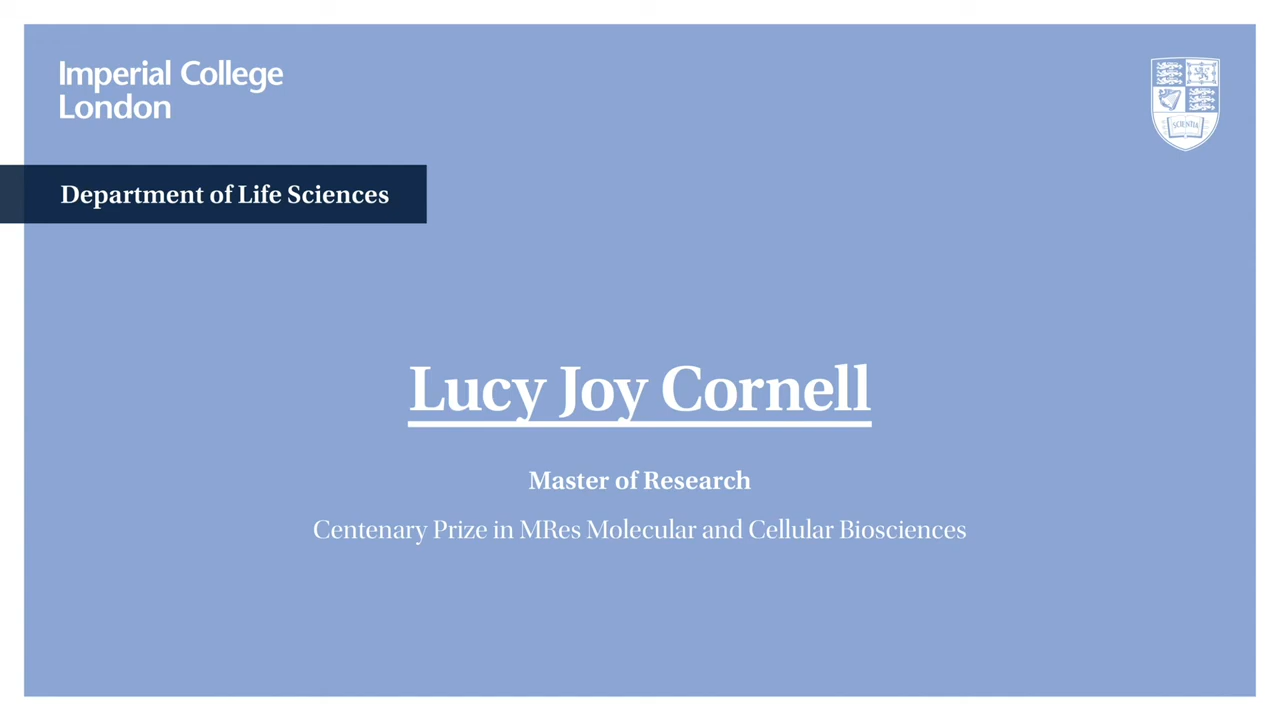 Imperial College
London
SCIENTIA
Department of Life Sciences
Lucy Joy Cornell
Master of Research
Centenary Prize in MRes Molecular and Cellular Biosciences